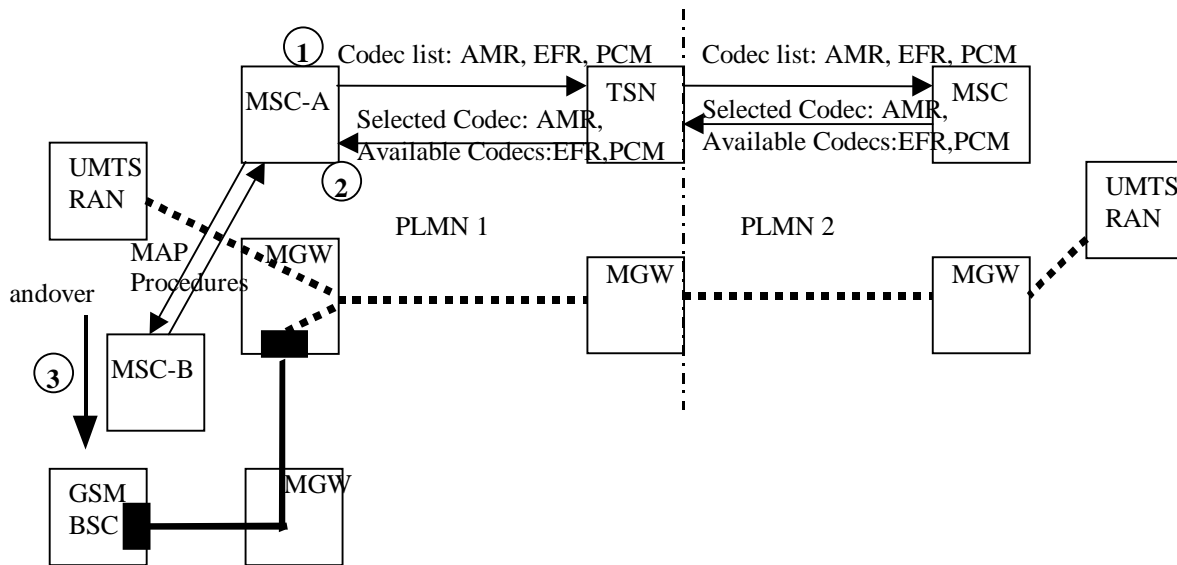 1
Codec list: AMR, EFR, PCM
Codec list: AMR, EFR, PCM
MSC-A
TSN
MSC
Selected Codec: AMR,
Available Codecs:EFR,PCM
Selected Codec: AMR,
Available Codecs:EFR,PCM
2
UMTS
RAN
UMTS
RAN
PLMN 1
PLMN 2
MAP
Procedures
MGW
MGW
MGW
andover
3
MSC-B
GSM
BSC
MGW